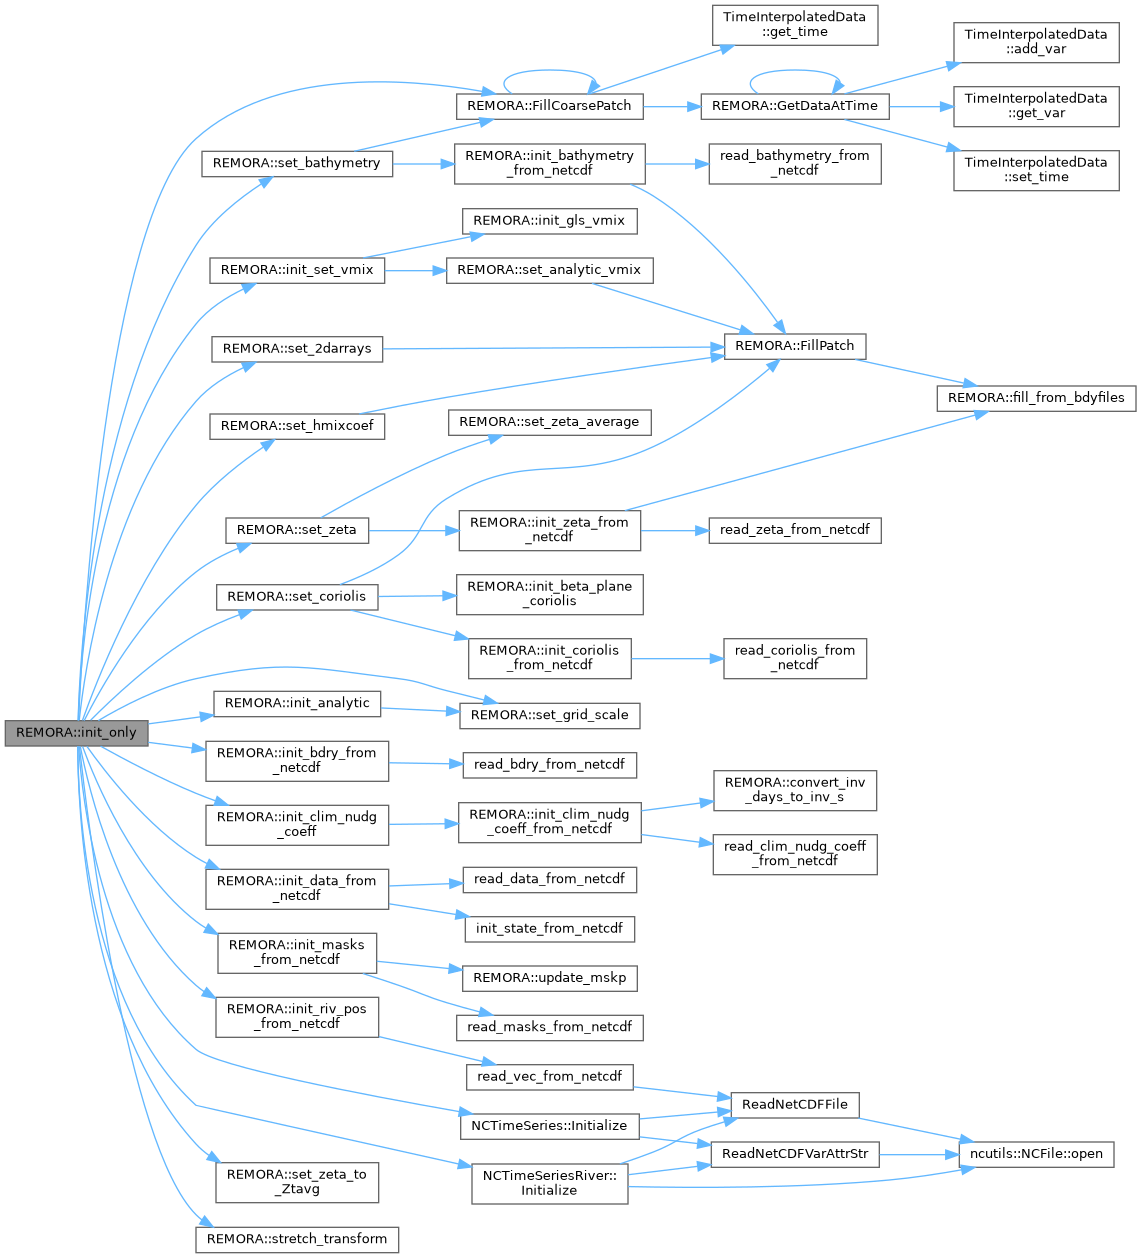 TimeInterpolatedData
::get_time
TimeInterpolatedData
::add_var
REMORA::FillCoarsePatch
REMORA::GetDataAtTime
TimeInterpolatedData
::get_var
REMORA::set_bathymetry
REMORA::init_bathymetry
_from_netcdf
read_bathymetry_from
_netcdf
TimeInterpolatedData
::set_time
REMORA::init_gls_vmix
REMORA::init_set_vmix
REMORA::set_analytic_vmix
REMORA::set_2darrays
REMORA::FillPatch
REMORA::fill_from_bdyfiles
REMORA::set_hmixcoef
REMORA::set_zeta_average
REMORA::set_zeta
REMORA::init_zeta_from
_netcdf
read_zeta_from_netcdf
REMORA::set_coriolis
REMORA::init_beta_plane
_coriolis
REMORA::init_coriolis
_from_netcdf
read_coriolis_from
_netcdf
REMORA::init_analytic
REMORA::set_grid_scale
REMORA::init_only
REMORA::init_bdry_from
_netcdf
read_bdry_from_netcdf
REMORA::convert_inv
_days_to_inv_s
REMORA::init_clim_nudg
_coeff
REMORA::init_clim_nudg
_coeff_from_netcdf
read_clim_nudg_coeff
_from_netcdf
REMORA::init_data_from
_netcdf
read_data_from_netcdf
init_state_from_netcdf
REMORA::init_masks
_from_netcdf
REMORA::update_mskp
REMORA::init_riv_pos
_from_netcdf
read_masks_from_netcdf
read_vec_from_netcdf
ReadNetCDFFile
NCTimeSeries::Initialize
ReadNetCDFVarAttrStr
ncutils::NCFile::open
REMORA::set_zeta_to
_Ztavg
NCTimeSeriesRiver::
Initialize
REMORA::stretch_transform